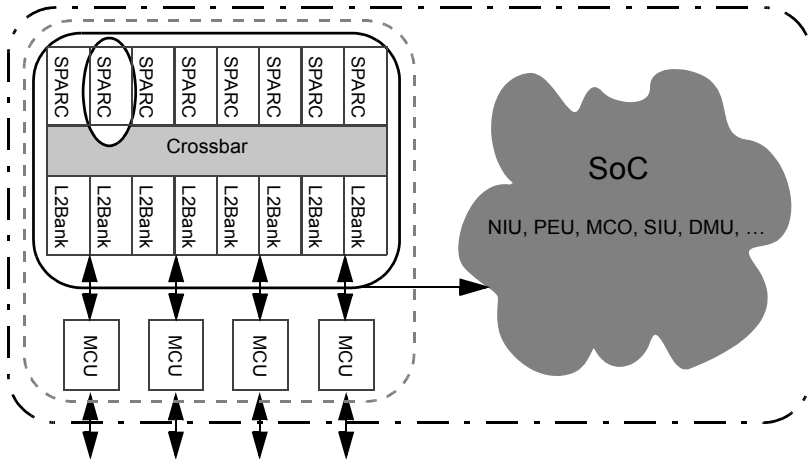 SPARC SPARC SPARC SPARC SPARC SPARC SPARC SPARC
Crossbar
L2Bank L2Bank L2Bank L2Bank L2Bank L2Bank L2Bank L2Bank
MCU MCU MCU MCU
SoC
NIU, PEU, MCO, SIU, DMU, ...